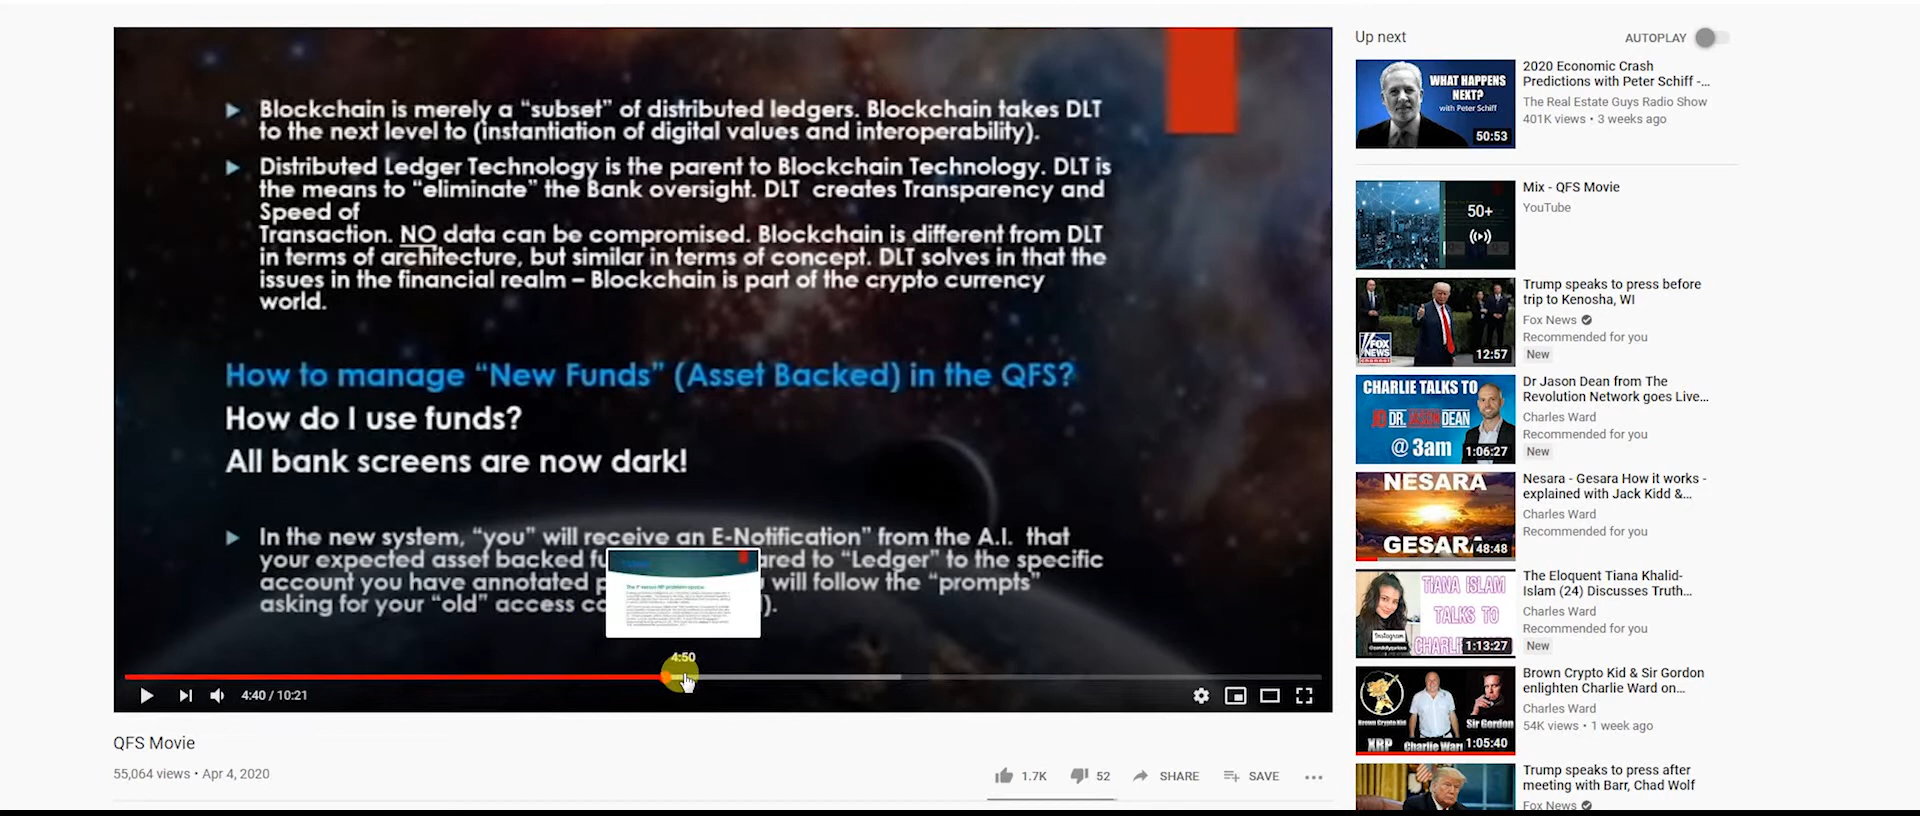 Blockchain is merely a "subset" of distributed ledgers. Blockchain takes DLT
to the next level to (instantiation of digital values and interoperability).
Distributed Ledger Technology is the parent to Blockchain Technology. DLT is
the means to "eliminate" the Bank oversight. DLT creates Transparency and
Speed of
Transaction. NO data can be compromised. Blockchain is different from DLT
in terms of architecture, but similar in terms of concept. DLT solves in that the
issues in the financial realm – Blockchain is part of the crypto currency
world.
How to manage "New Funds" (Asset Backed) in the QFS?
How do I use funds?
All bank screens are now dark!
In the new system, "you" will receive an E-Notification" from the A.I. that
your expected asset backed to "Ledger" to the specific
account you have annotated will follow the "prompts"
asking for your "old" access
4:50
4:40 / 10:21
QFS Movie
55,064 views • Apr 4, 2020
1.7K
52
SHARE
SAVE
Up next
AUTOPLAY
WHAT HAPPENS
NEXT?
with Peter Schiff
50:53
2020 Economic Crash
Predictions with Peter Schiff -...
The Real Estate Guys Radio Show
401K views • 3 weeks ago
50+
Mix - QFS Movie
YouTube
FOX
NEWS
channel
12:57
Trump speaks to press before
trip to Kenosha, WI
Fox News
Recommended for you
New
CHARLIE TALKS TO
DR. JASON DEAN
@ 3am
1:06:27
Dr Jason Dean from The
Revolution Network goes Live...
Charles Ward
Recommended for you
New
NESARA
GESARA
48:48
Nesara - Gesara How it works -
explained with Jack Kidd &...
Charles Ward
Recommended for you
TIANA ISLAM
TALKS TO
CHARLI
Instagram
1:13:27
The Eloquent Tiana Khalid-
Islam (24) Discusses Truth...
Charles Ward
Recommended for you
New
Brown Crypto Kid
Sir Gordon
XRP
Charlie War
1:05:40
Brown Crypto Kid & Sir Gordon
enlighten Charlie Ward on...
Charles Ward
54K views • 1 week ago
Trump speaks to press after
meeting with Barr, Chad Wolf
Fox News